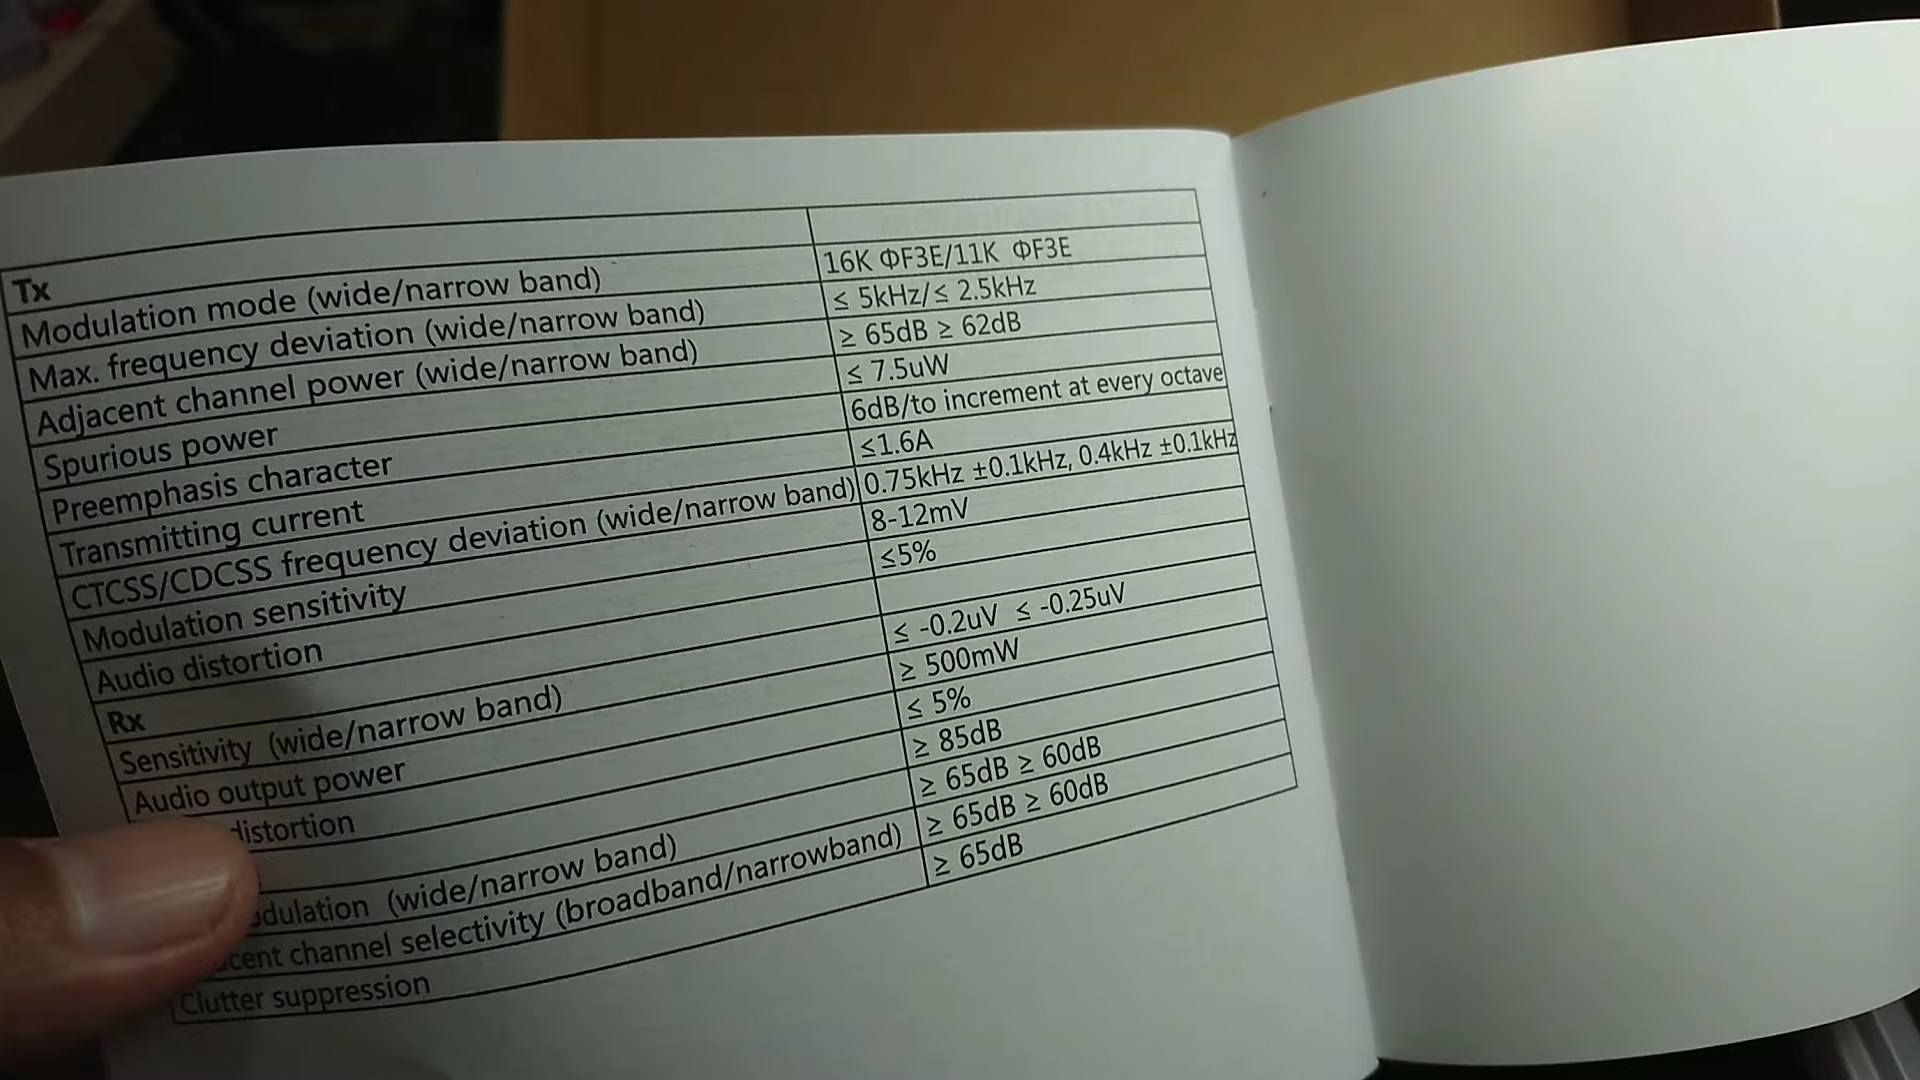 Tx
Modulation mode (wide/narrow band) 16K ΦF3E/11K ΦF3E
Max. frequency deviation (wide/narrow band) ≤ 5kHz/≤ 2.5kHz
Adjacent channel power (wide/narrow band) ≥ 65dB ≥ 62dB
Spurious power ≤ 7.5uW
Preemphasis character 6dB/to increment at every octave
Transmitting current ≤1.6A
CTCSS/CDCSS frequency deviation (wide/narrow band) 0.75kHz ±0.1kHz, 0.4kHz ±0.1kHz
Modulation sensitivity 8-12mV
Audio distortion ≤5%
Rx
Sensitivity (wide/narrow band) ≤ -0.2uV ≤ -0.25uV
Audio output power ≥ 500mW
distortion ≤ 5%
≥ 85dB
(wide/narrow band) ≥ 65dB ≥ 60dB
channel selectivity (broadband/narrowband) ≥ 65dB ≥ 60dB
Clutter suppression ≥ 65dB